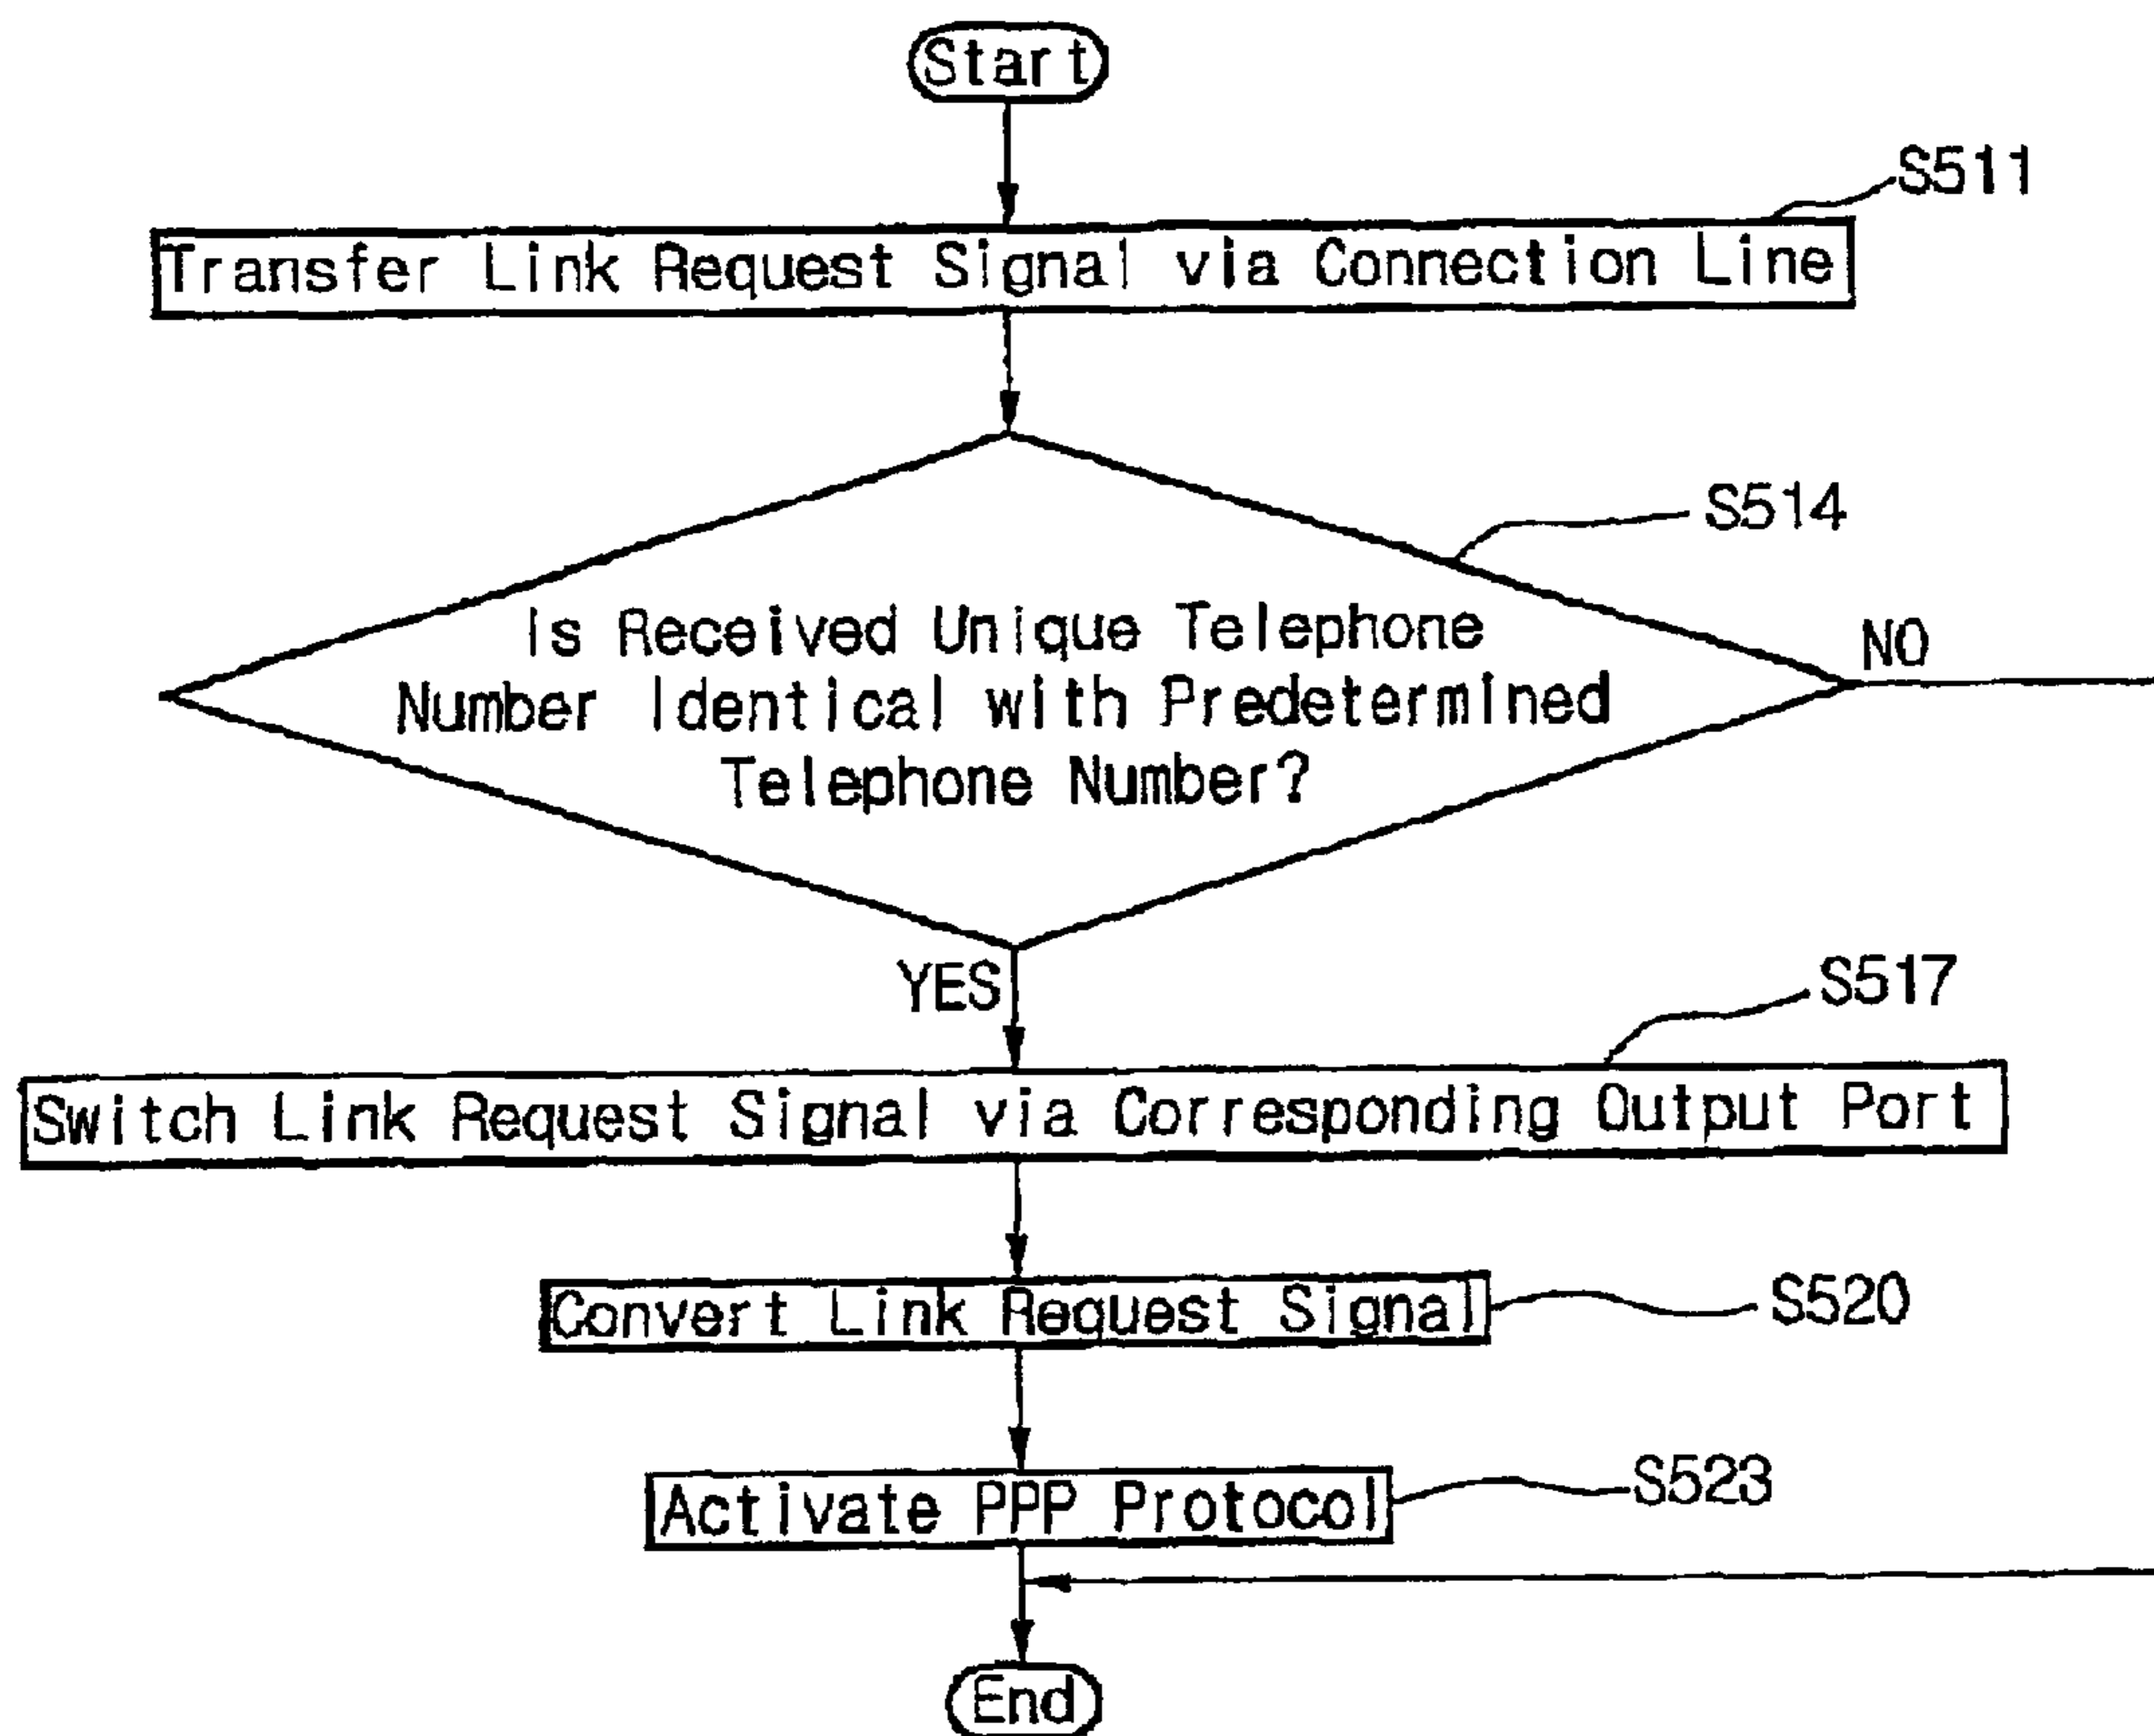 Start
S511
Transfer Link Request Signal via Connection Line
S514
Is Received Unique Telephone
Number Identical with Predetermined
Telephone Number?
NO
YES
S517
Switch Link Request Signal via Corresponding Output Port
Convert Link Request Signal
S520
Activate PPP Protocol
S523
End